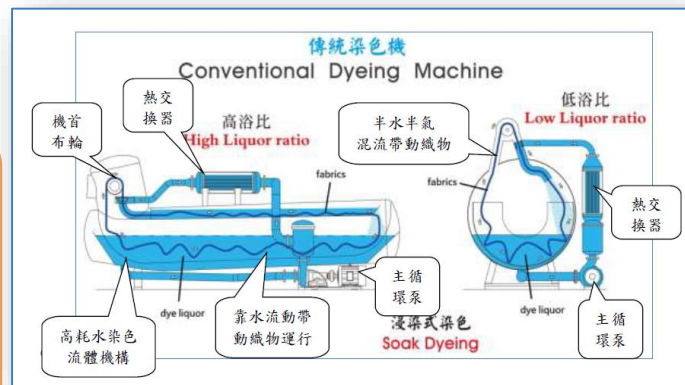 傳統染色機
Conventional Dyeing Machine
機首
布輪
熱交
換器
高浴比
High Liquor ratio
半水半氣
混流帶動織物
低浴比
Low Liquor ratio
fabrics
fabrics
熱交
換器
dye liquor
高耗水染色
流體機構
靠水流動帶
動織物運行
主循
環泵
浸染式染色
Soak Dyeing
dye liquor
主循
環泵